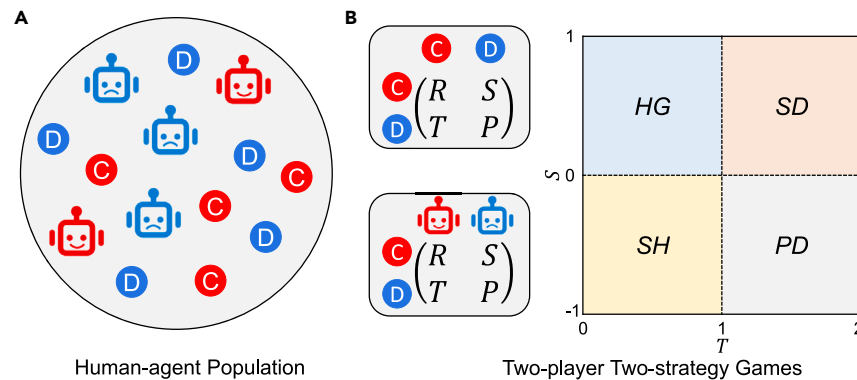 A
B
D
D
C
D
C
C
D
D
C
Human-agent Population
C D
C R S
D T P
C R S
D T P
1
HG SD
S 0
SH PD
-1
0 1 2
T
Two-player Two-strategy Games